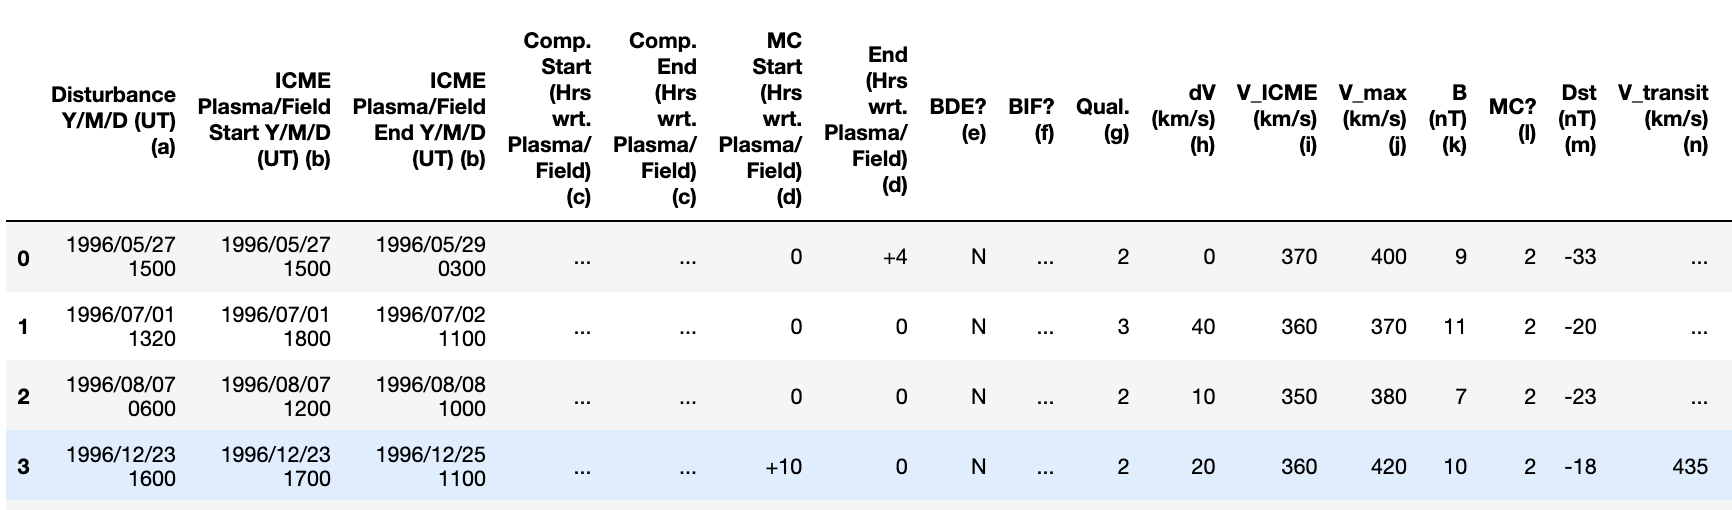 Disturbance Y/M/D (UT) (a)
ICME Plasma/Field Start Y/M/D (UT) (b)
ICME Plasma/Field End Y/M/D (UT) (b)
Comp. Start (Hrs wrt. Plasma/ Field) (c)
Comp. End (Hrs wrt. Plasma/ Field) (c)
MC Start (Hrs wrt. Plasma/ Field) (d)
End (Hrs wrt. Plasma/ Field) (d)
BDE? (e)
BIF? (f)
Qual. (g)
dV (km/s) (h)
V_ICME (km/s) (i)
V_max (km/s) (j)
B (nT) (k)
MC? (l)
Dst (nT) (m)
V_transit (km/s) (n)
0 1996/05/27 1500 1996/05/27 1500 1996/05/29 0300 ... ... 0 +4 N ... 2 0 370 400 9 2 -33 ...
1 1996/07/01 1320 1996/07/01 1800 1996/07/02 1100 ... ... 0 0 N ... 3 40 360 370 11 2 -20 ...
2 1996/08/07 0600 1996/08/07 1200 1996/08/08 1000 ... ... 0 0 N ... 2 10 350 380 7 2 -23 ...
3 1996/12/23 1600 1996/12/23 1700 1996/12/25 1100 ... ... +10 0 N ... 2 20 360 420 10 2 -18 435